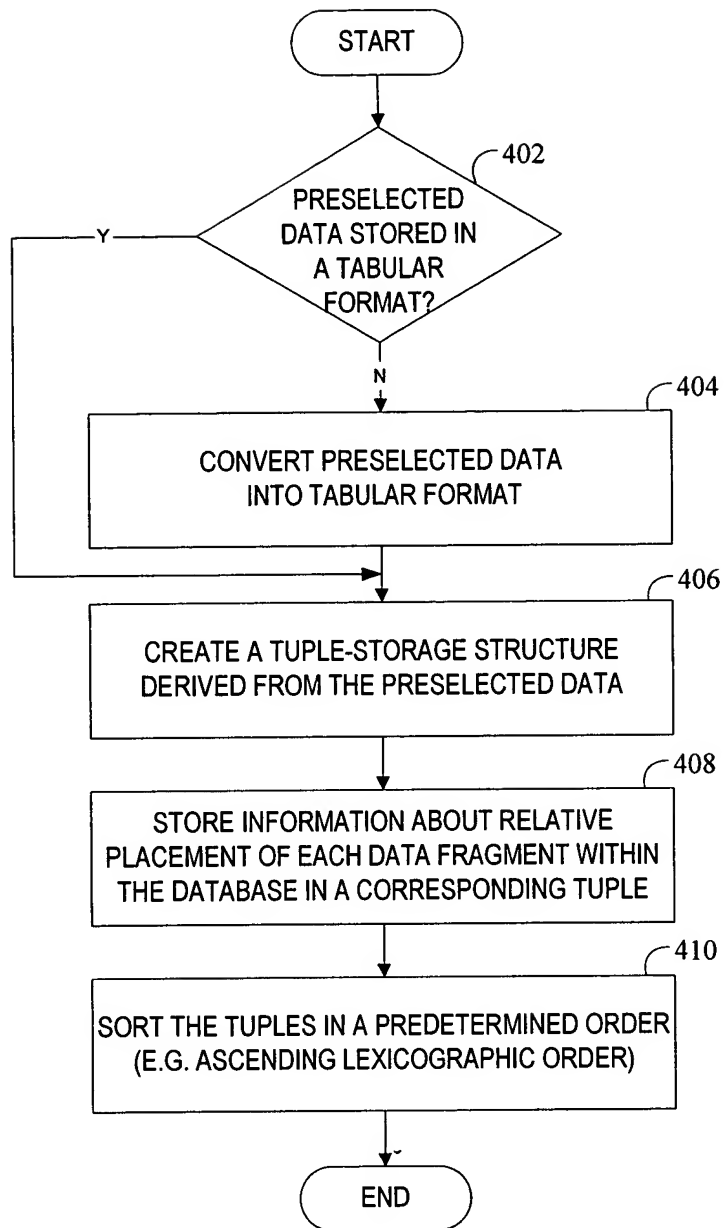 START
402
PRESELECTED
DATA STORED IN
A TABULAR
FORMAT?
Y
N
404
CONVERT PRESELECTED DATA
INTO TABULAR FORMAT
406
CREATE A TUPLE-STORAGE STRUCTURE
DERIVED FROM THE PRESELECTED DATA
408
STORE INFORMATION ABOUT RELATIVE
PLACEMENT OF EACH DATA FRAGMENT WITHIN
THE DATABASE IN A CORRESPONDING TUPLE
410
SORT THE TUPLES IN A PREDETERMINED ORDER
(E.G. ASCENDING LEXICOGRAPHIC ORDER)
END